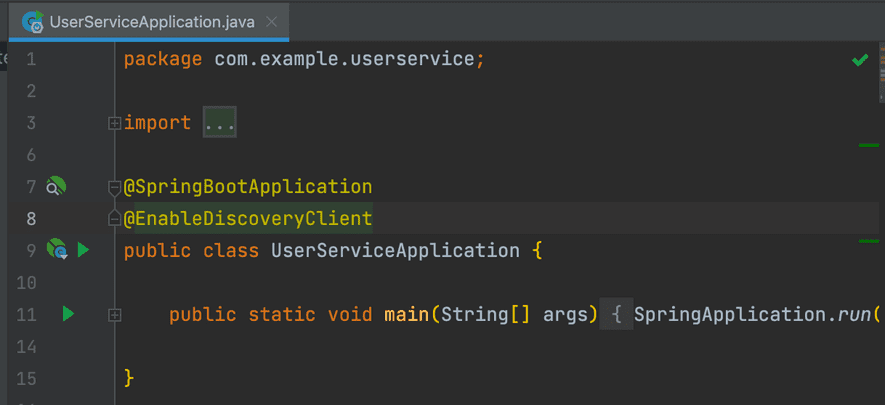 UserServiceApplication.java
1 package com.example.userservice;
2
3 import ...
6
7 @SpringBootApplication
8 @EnableDiscoveryClient
9 public class UserServiceApplication {
10
11 public static void main(String[] args) { SpringApplication.run(
14
15 }